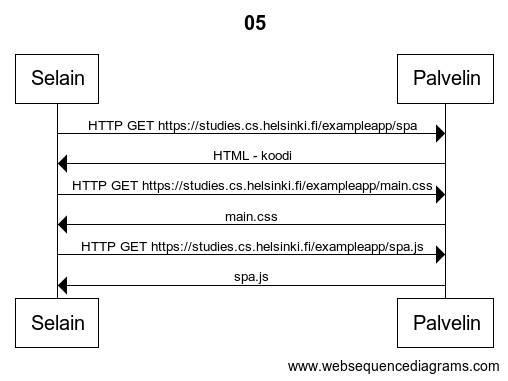 05
Selain Palvelin
HTTP GET https://studies.cs.helsinki.fi/exampleapp/spa
HTML - koodi
HTTP GET https://studies.cs.helsinki.fi/exampleapp/main.css
main.css
HTTP GET https://studies.cs.helsinki.fi/exampleapp/spa.js
spa.js
Selain Palvelin
www.websequencediagrams.com